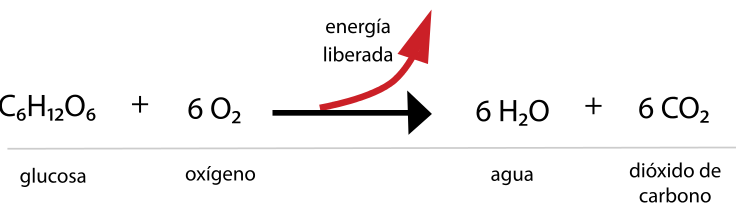 energía
liberada
C₆H₁₂O₆ + 6 O₂ 6 H₂O + 6 CO₂
glucosa oxígeno agua dióxido de
carbono